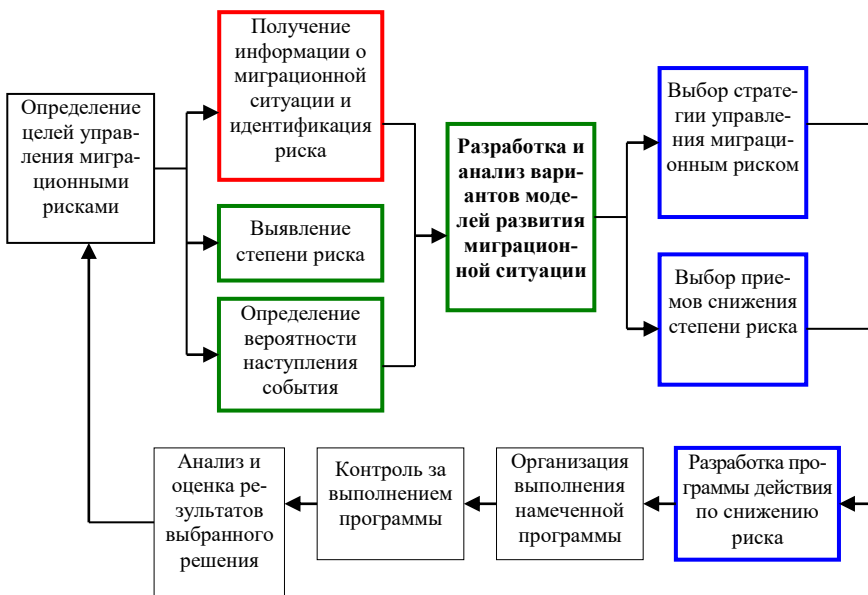 Получение
информации о
миграционной
ситуации и
идентификация
риска
Определение
целей управ-
ления мигра-
ционными
рисками
Выявление
степени риска
Определение
вероятности
наступления
события
Разработка и
анализ вари-
антов моде-
лей развития
миграцион-
ной ситуации
Выбор страте-
гии управле-
ния миграци-
онным риском
Выбор прие-
мов снижения
степени риска
Разработка про-
граммы действия
по снижению
риска
Организация
выполнения
намеченной
программы
Контроль за
выполнением
программы
Анализ и
оценка ре-
зультатов
выбранного
решения